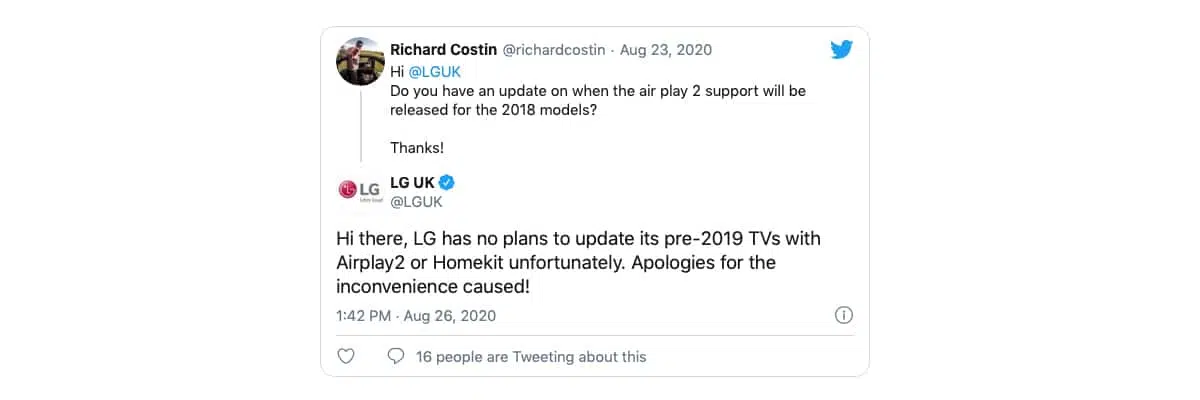 Richard Costin @richardcostin · Aug 23, 2020
Hi @LGUK
Do you have an update on when the air play 2 support will be
released for the 2018 models?
Thanks!
LG
LG UK
@LGUK
Hi there, LG has no plans to update its pre-2019 TVs with
Airplay2 or Homekit unfortunately. Apologies for the
inconvenience caused!
1:42 PM · Aug 26, 2020
16 people are Tweeting about this